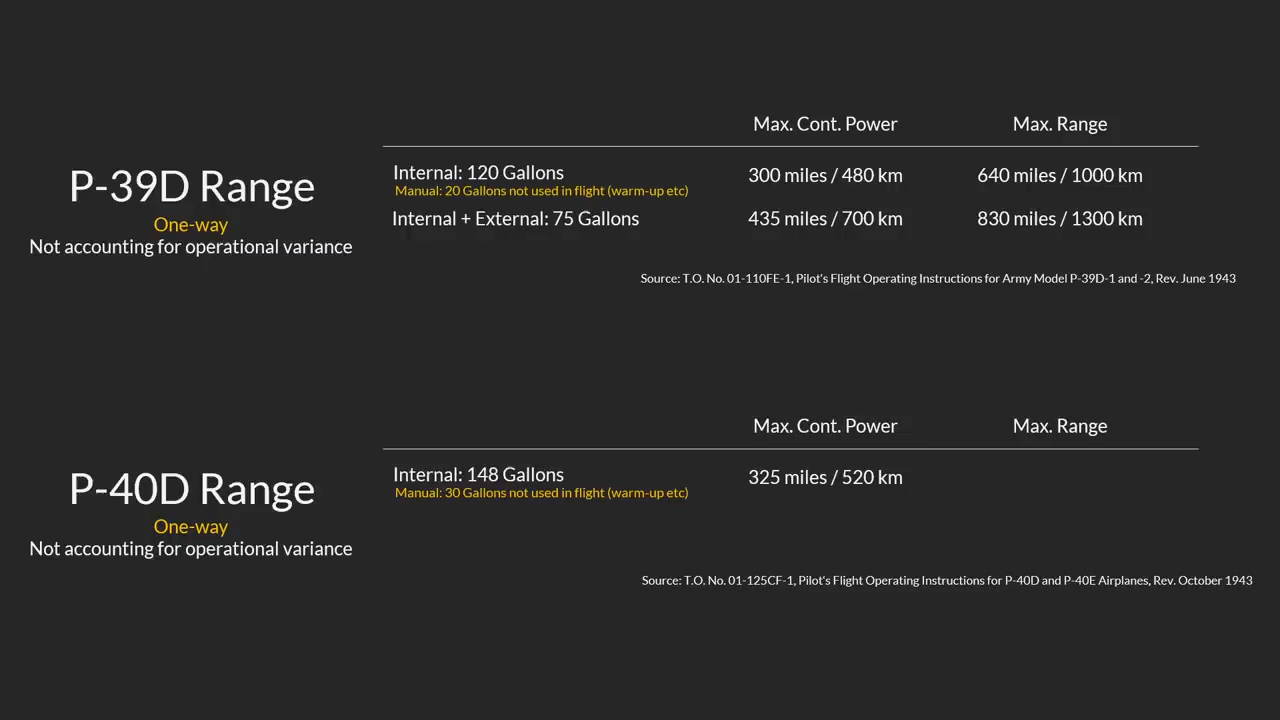 Max. Cont. Power Max. Range
P-39D Range
One-way
Not accounting for operational variance
Internal: 120 Gallons 300 miles / 480 km 640 miles / 1000 km
Manual: 20 Gallons not used in flight (warm-up etc)
Internal + External: 75 Gallons 435 miles / 700 km 830 miles / 1300 km
Source: T.O. No. 01-110FE-1, Pilot's Flight Operating Instructions for Army Model P-39D-1 and -2, Rev. June 1943
Max. Cont. Power Max. Range
P-40D Range
One-way
Not accounting for operational variance
Internal: 148 Gallons 325 miles / 520 km
Manual: 30 Gallons not used in flight (warm-up etc)
Source: T.O. No. 01-125CF-1, Pilot's Flight Operating Instructions for P-40D and P-40E Airplanes, Rev. October 1943